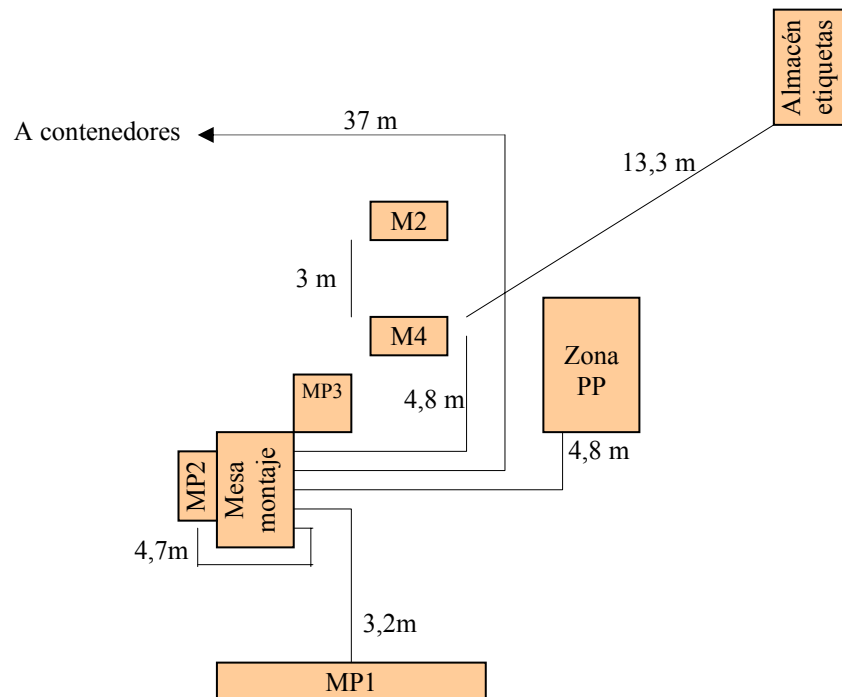 Almacén
etiquetas
37 m
A contenedores
13,3 m
M2
3 m
M4
Zona
PP
MP3
4,8 m
4,8 m
MP2
Mesa
montaje
4,7m
3,2m
MP1